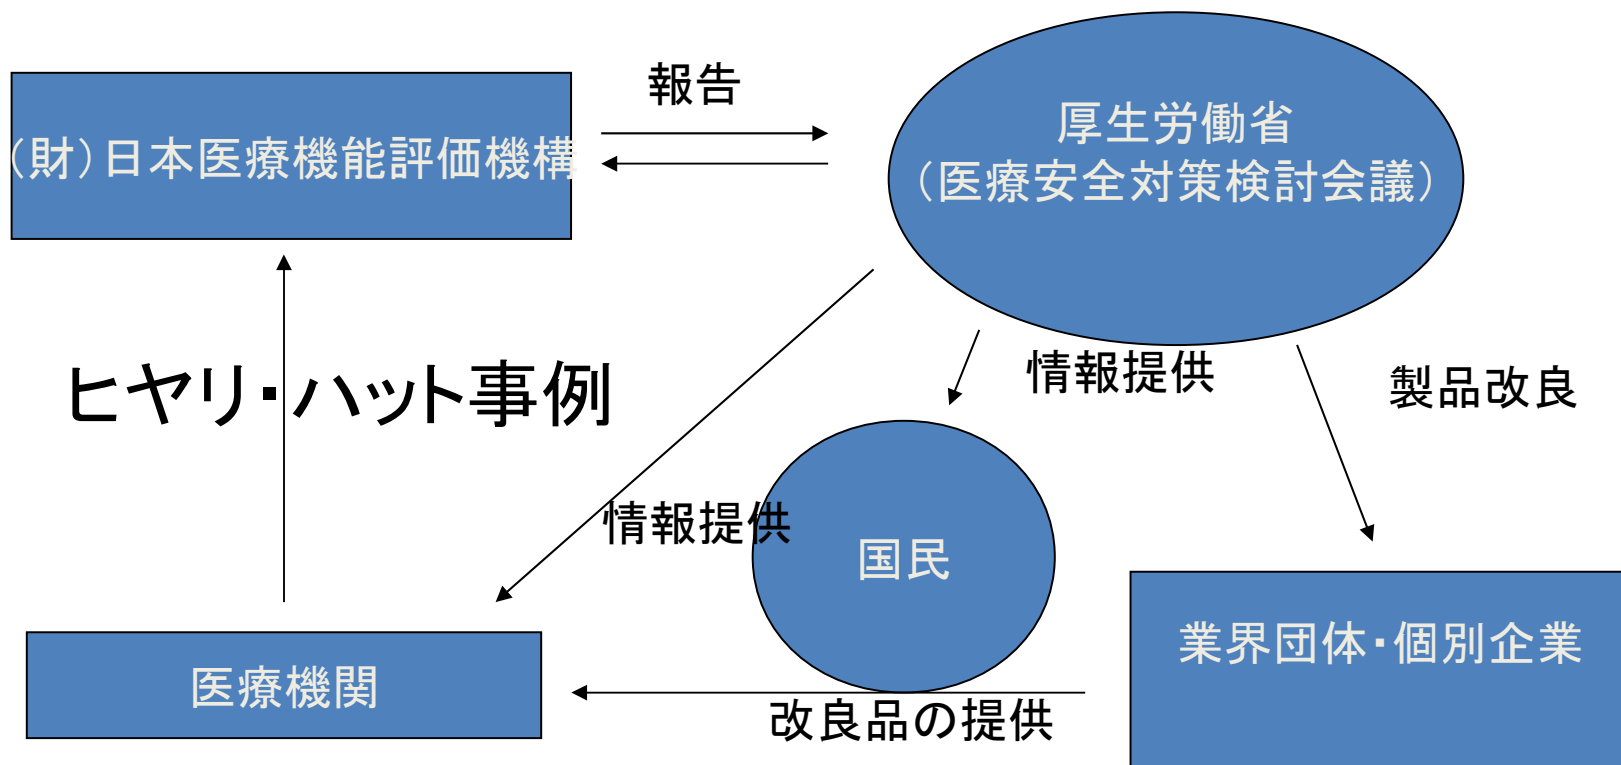 報告
(財)日本医療機能評価機構
厚生労働省
(医療安全対策検討会議)
ヒヤリ・ハット事例
情報提供
製品改良
情報提供
国民
業界団体・個別企業
医療機関
改良品の提供